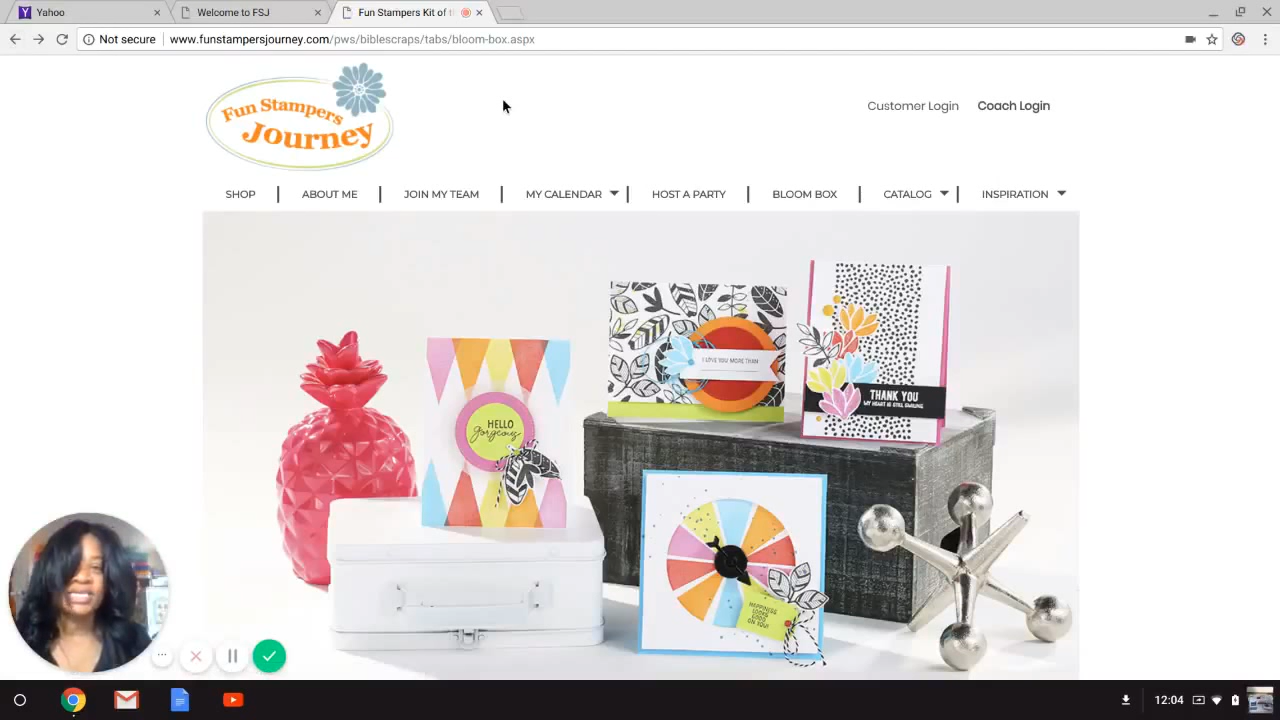 Yahoo
Welcome to FSJ
Fun Stampers Kit of th
Not secure
www.funstampersjourney.com/pws/biblescraps/tabs/bloom-box.aspx
Fun Stampers
Journey
Customer Login
Coach Login
SHOP
ABOUT ME
JOIN MY TEAM
MY CALENDAR
HOST A PARTY
BLOOM BOX
CATALOG
INSPIRATION
HELLO
gorgeous
I LOVE YOU MORE THAN
THANK YOU
MY HEART IS STILL SMILING
HAPPINESS
LOOKS
GOOD
ON YOU!
12:04